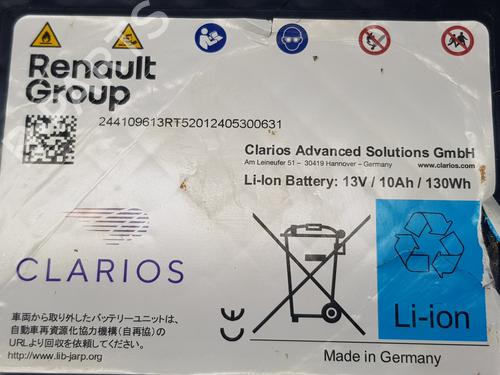 Renault
Group
244109613RT52012405300631
Clarios Advanced Solutions GmbH
Am Leineufer 51 – 30419 Hannover – Germany www.clarios.com
Li-Ion Battery: 13V / 10Ah / 130Wh
CLARIOS
Li-ion
車両から取り外したバッテリーユニットは、
自動車再資源化協力機構(自再協)の
URLより回収を依頼してください。
http://www.lib-jarp.org
CE
Made in Germany